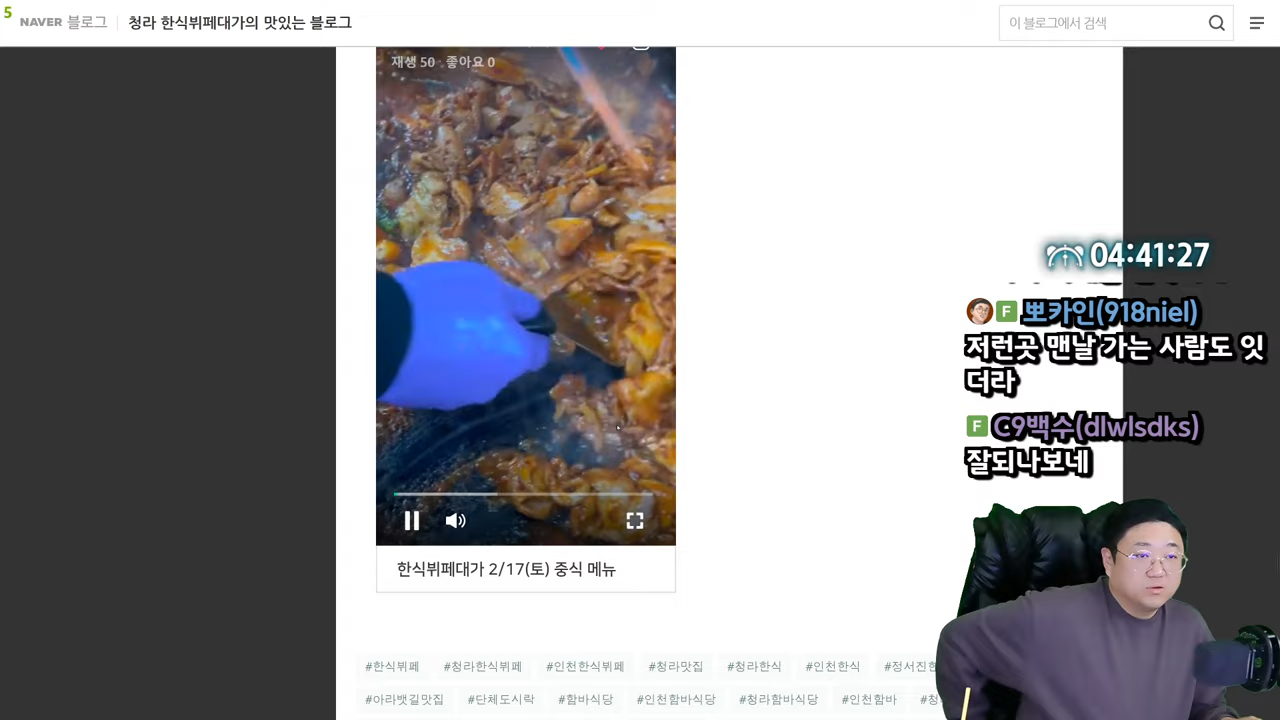 5
NAVER 블로그
청라 한식뷔페대가의 맛있는 블로그
이 블로그에서 검색
재생 50 · 좋아요 0
04:41:27
F 뽀카인(918niel)
저런곳 맨날 가는 사람도 잇
더라
F C9백수(dlwlsdks)
잘되나보네
한식뷔페대가 2/17(토) 중식 메뉴
#한식뷔페 #청라한식뷔페 #인천한식뷔페 #청라맛집 #청라한식 #인천한식 #정서진한
#아라뱃길맛집 #단체도시락 #함바식당 #인천함바식당 #청라함바식당 #인천함바 #청